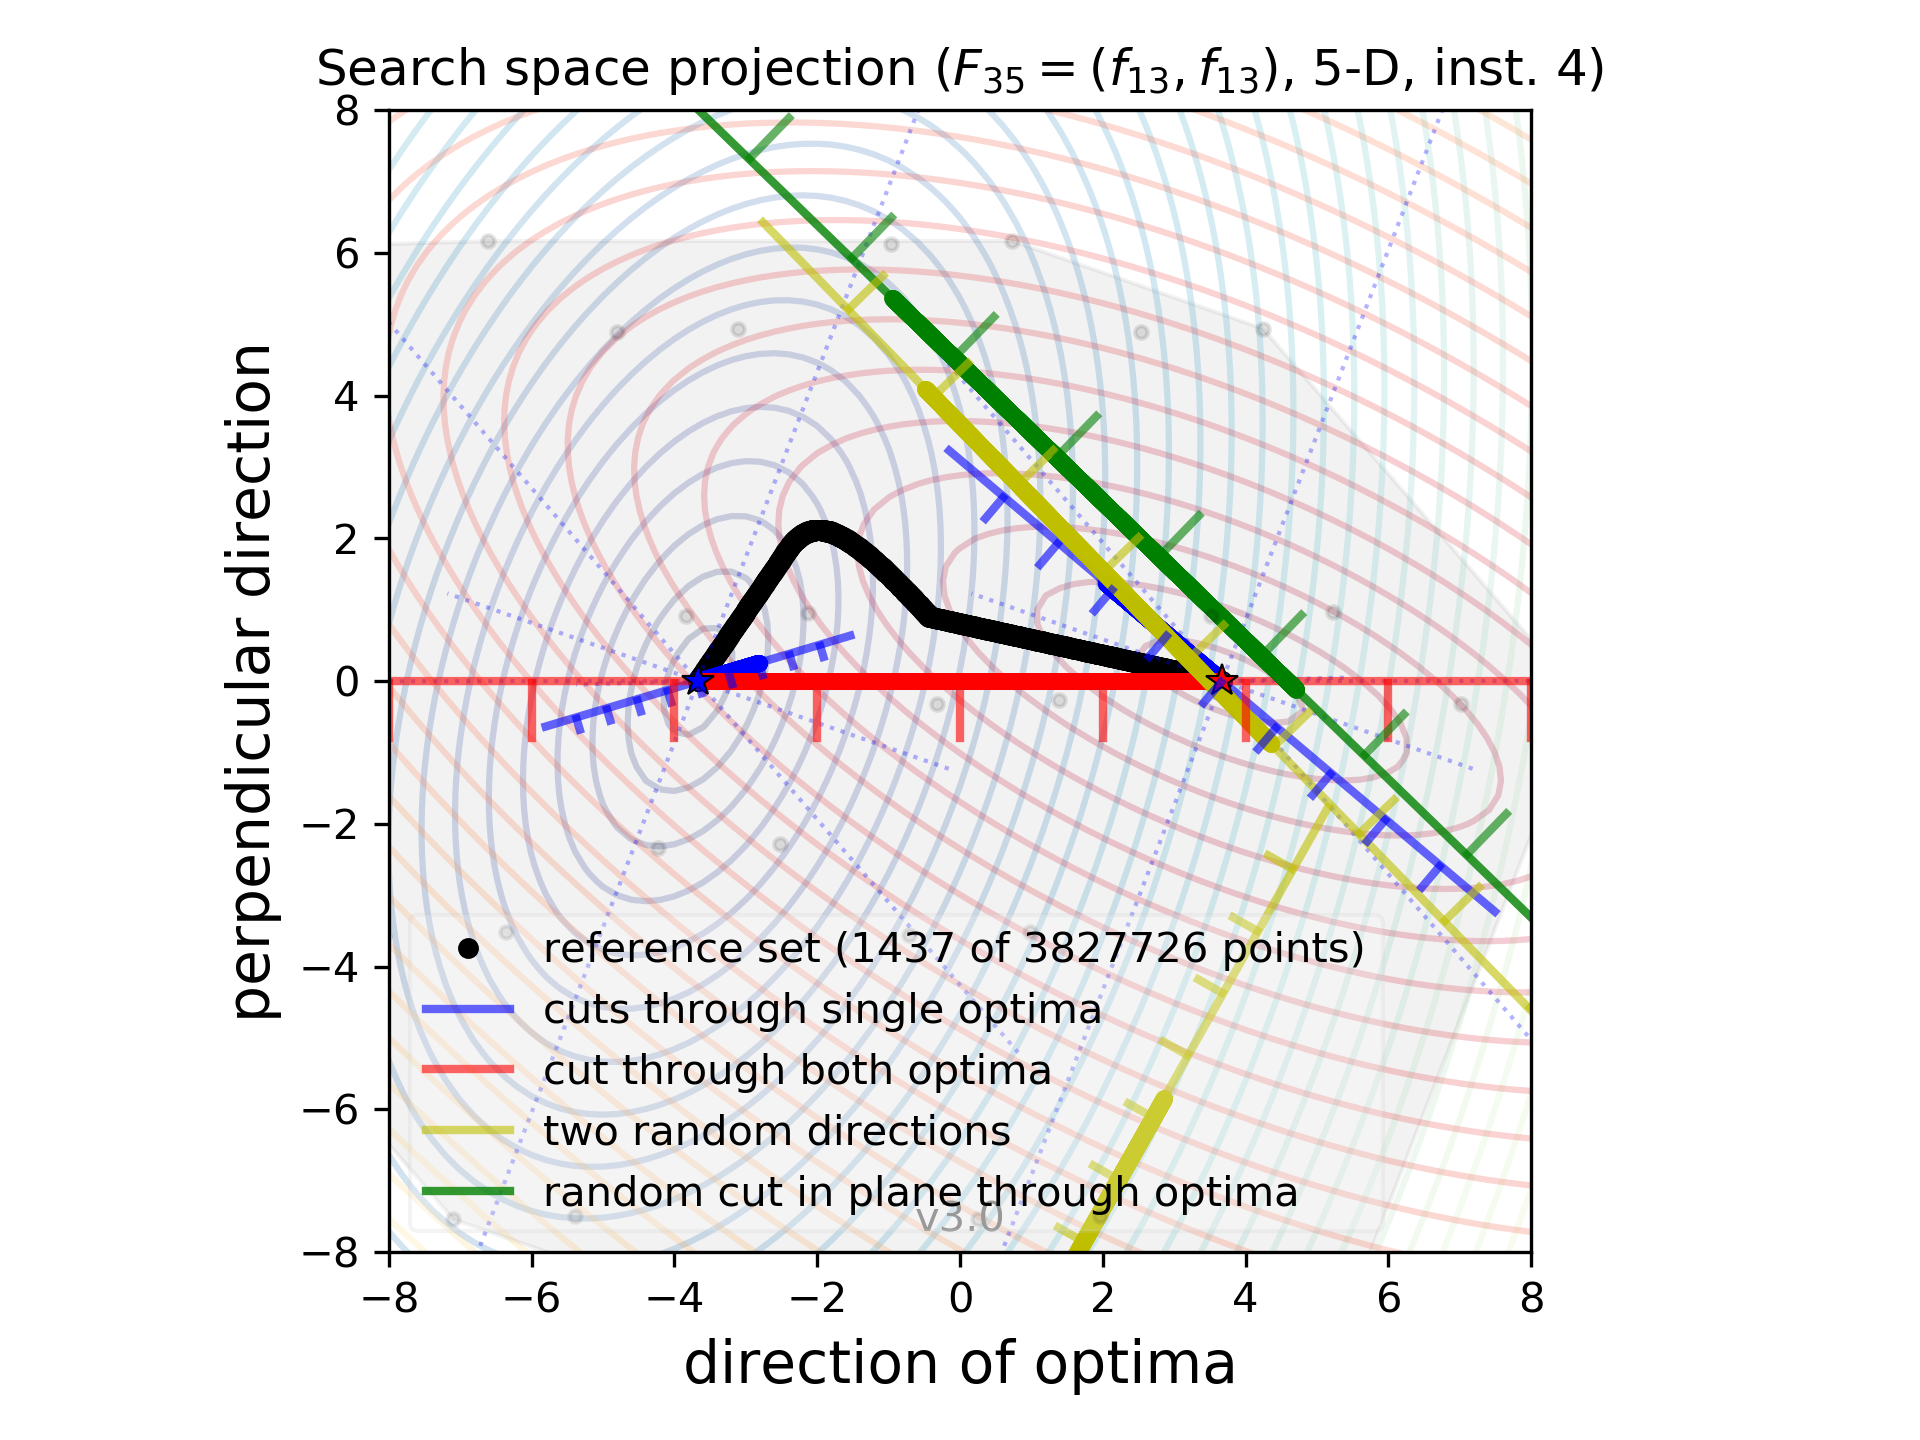 Search space projection (F₃₅ = (f₁₃, f₁₃), 5-D, inst. 4)
8
6
4
2
0
−2
−4
−6
−8
perpendicular direction
reference set (1437 of 3827726 points)
cuts through single optima
cut through both optima
two random directions
random cut in plane through optima
v3.0
−8 −6 −4 −2 0 2 4 6 8
direction of optima